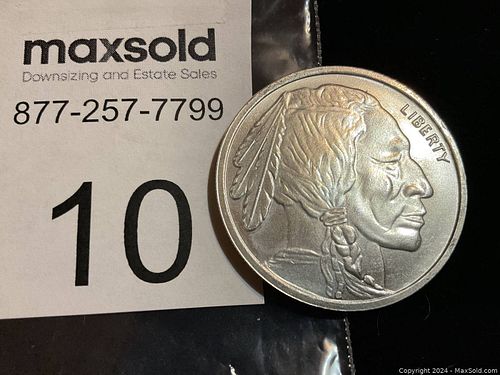 maxsold
Downsizing and Estate Sales
877-257-7799
10
LIBERTY
Copyright 2024 - MaxSold.com